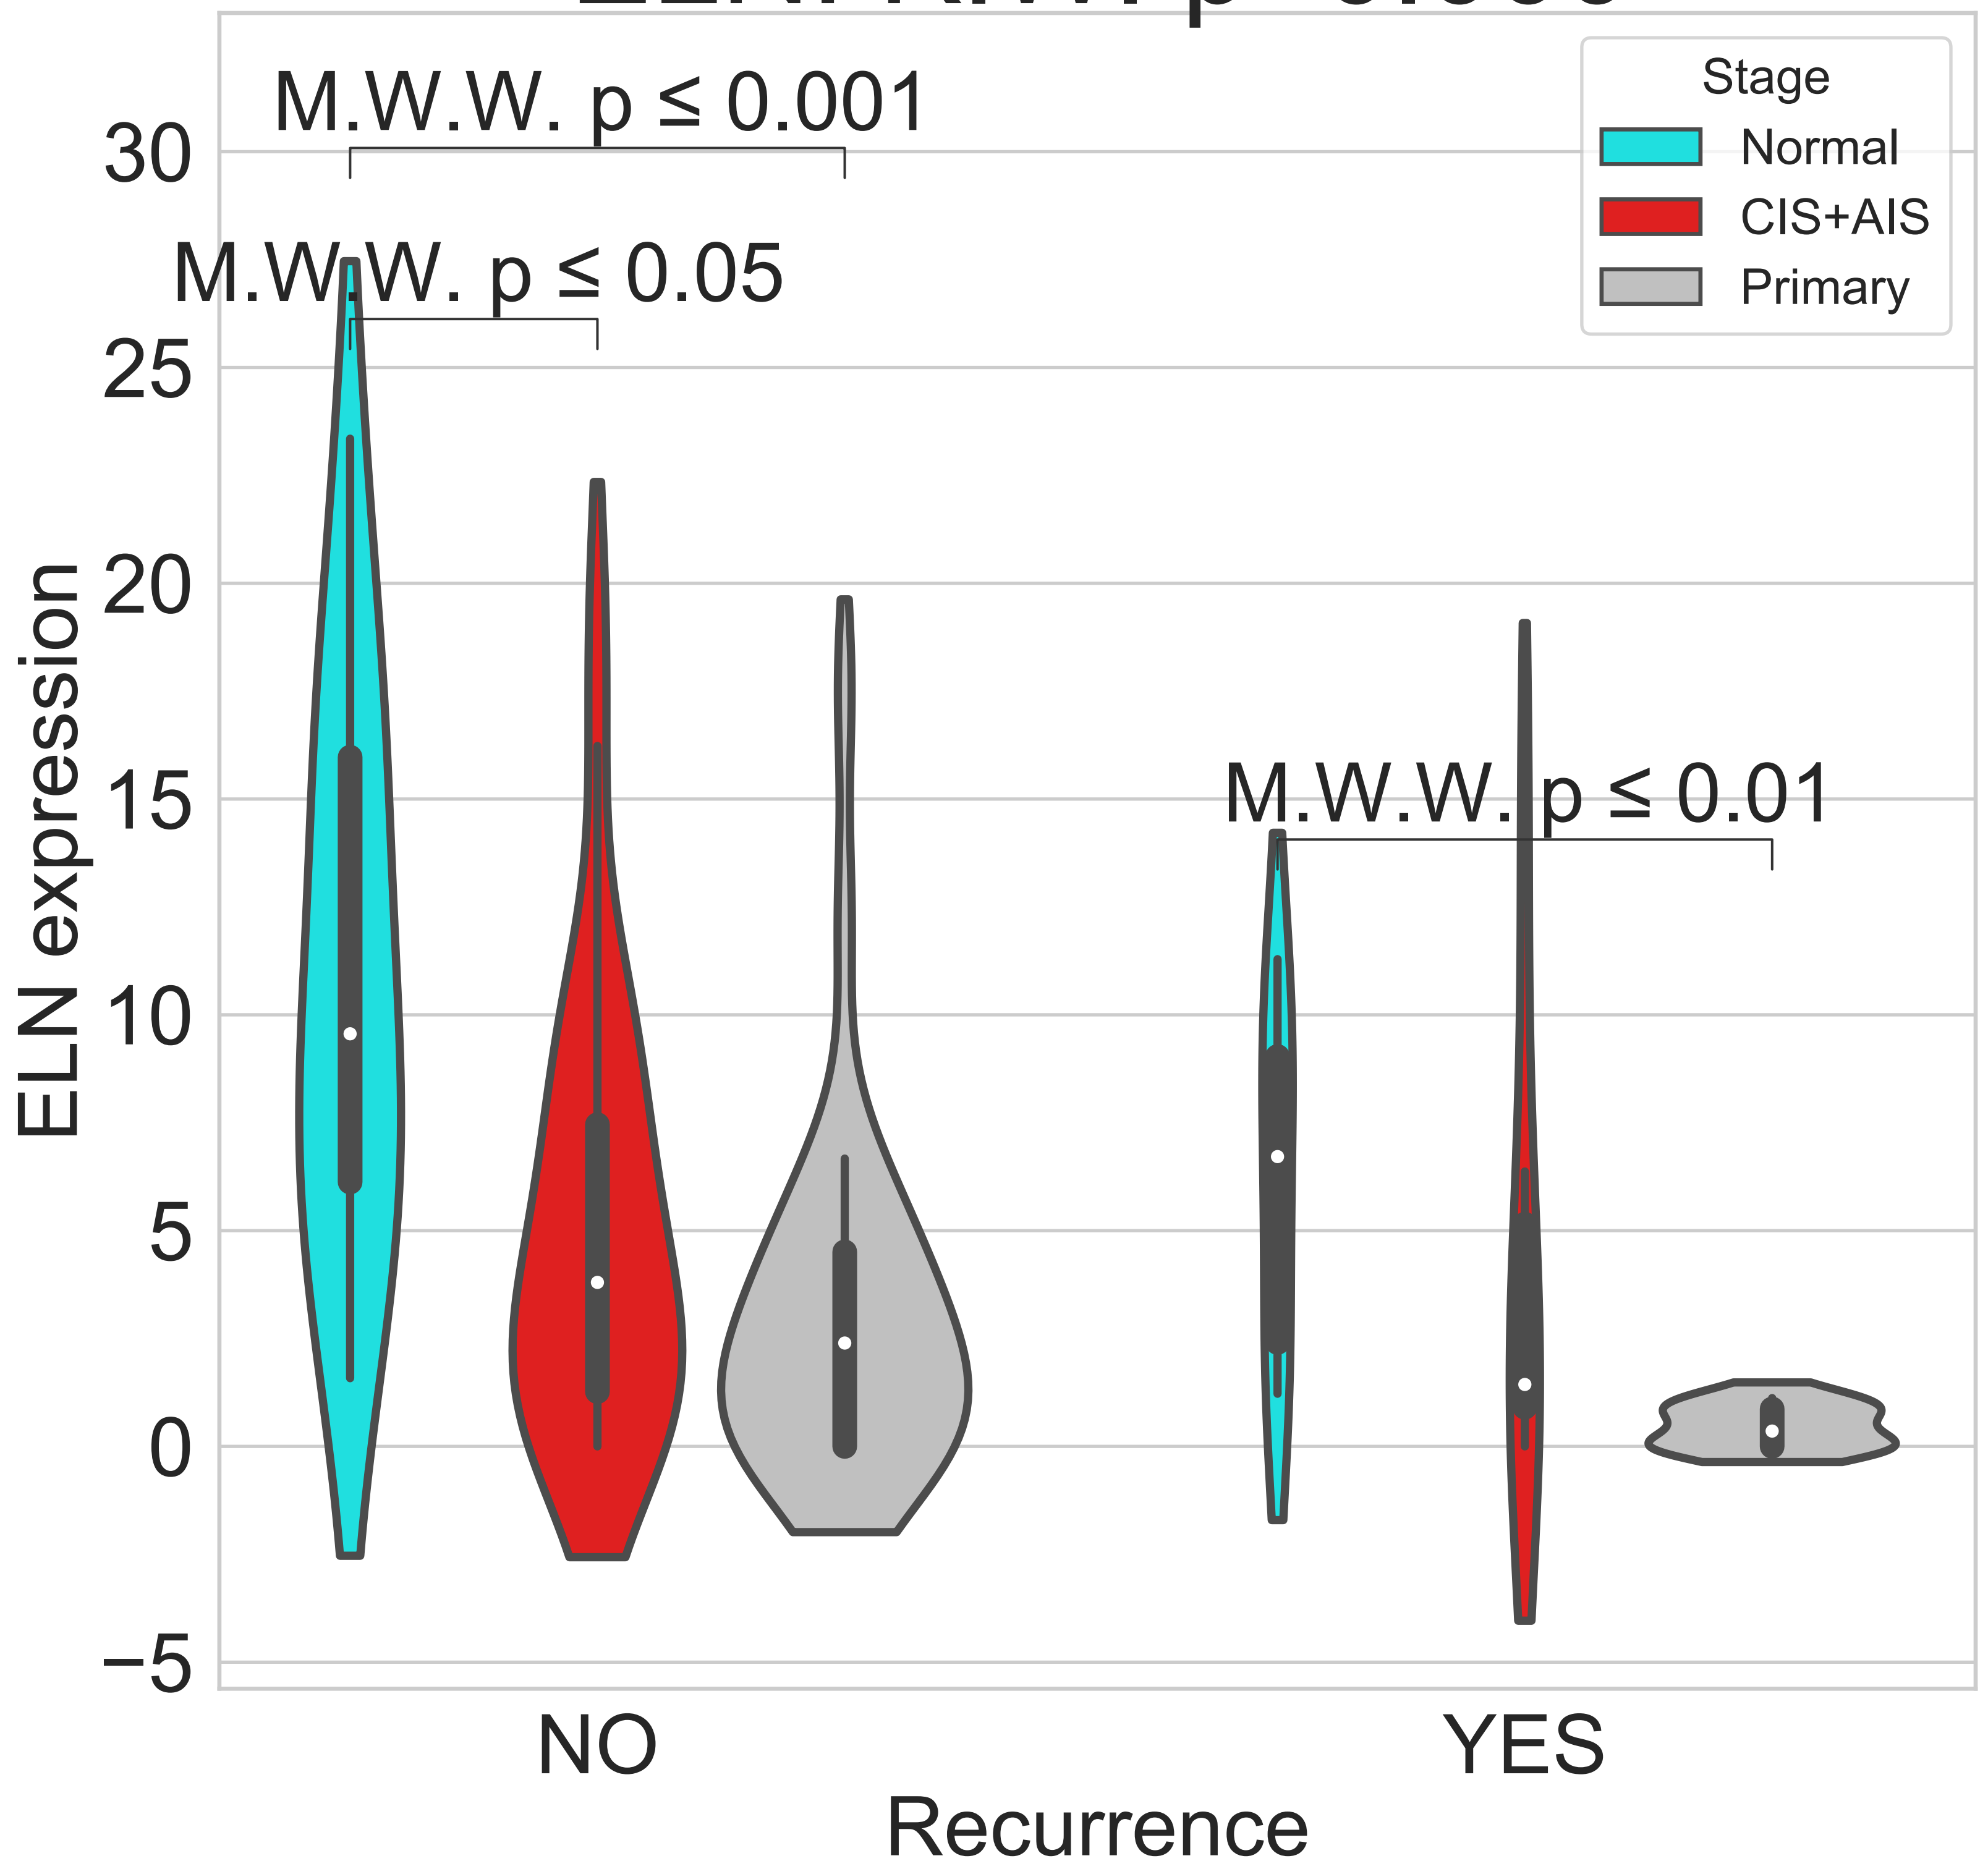 M.W.W. p ≤ 0.001
M.W.W. p ≤ 0.05
M.W.W. p ≤ 0.01
Stage
Normal
CIS+AIS
Primary
ELN expression
30
25
20
15
10
5
0
−5
NO
YES
Recurrence